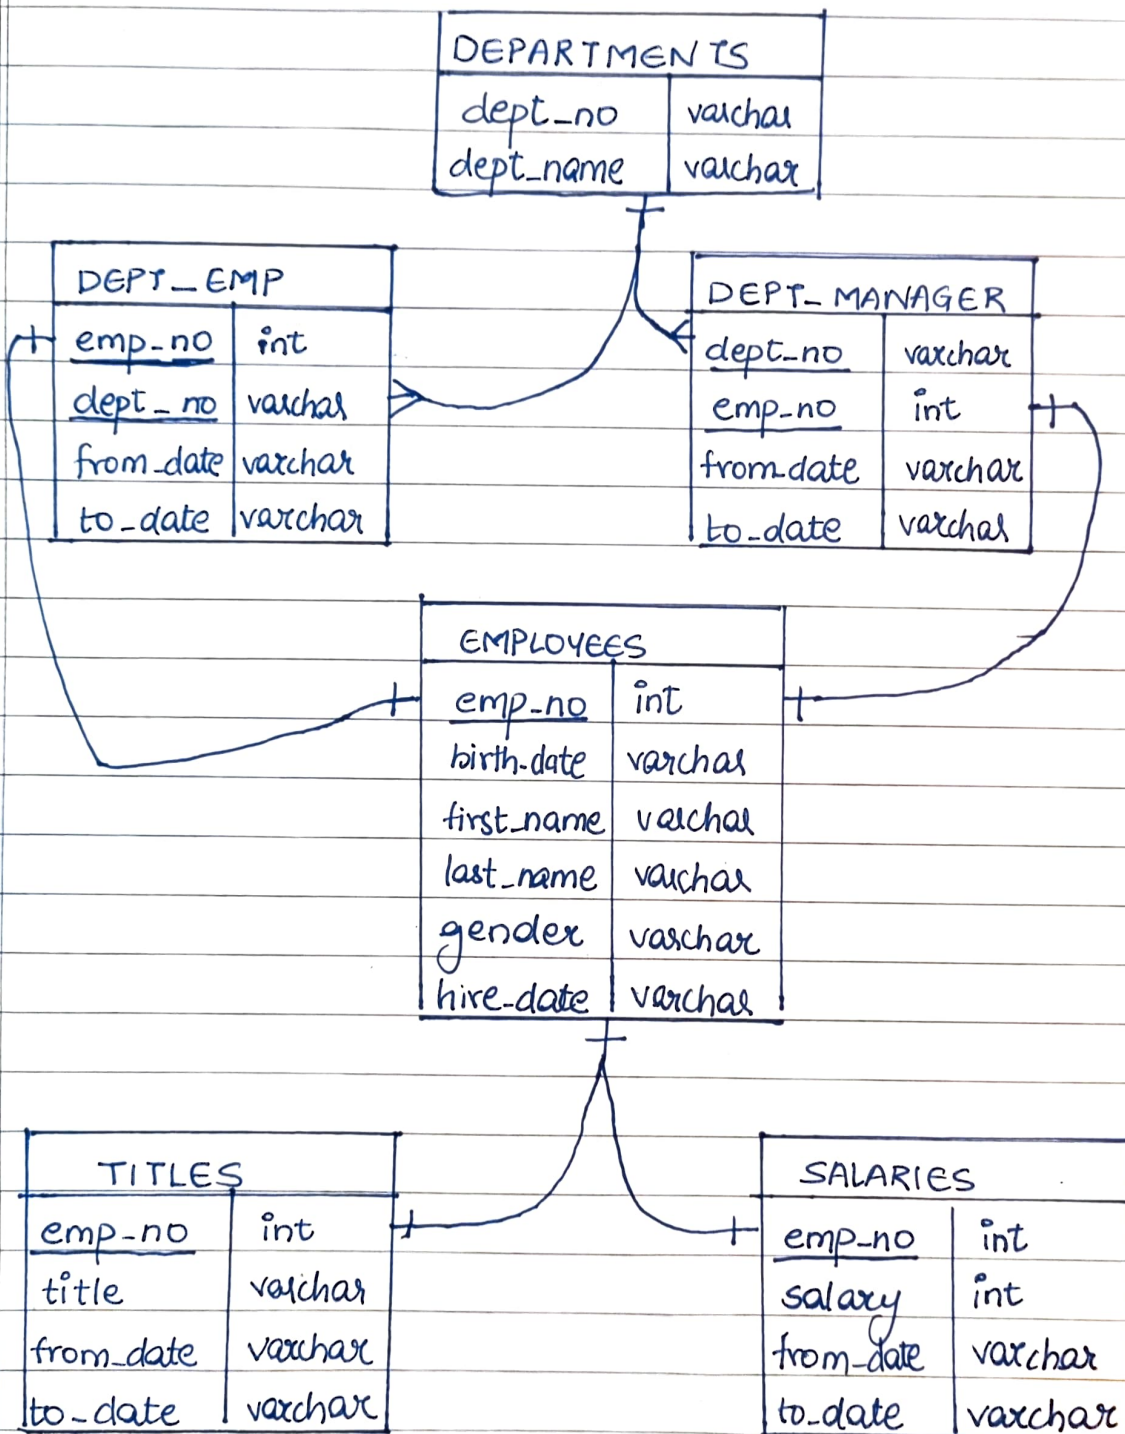 DEPARTMENTS
dept_no varchar
dept_name varchar
DEPT_EMP
emp_no int
dept_no varchar
from_date varchar
to_date varchar
DEPT_MANAGER
dept_no varchar
emp_no int
from_date varchar
to_date varchar
EMPLOYEES
emp_no int
birth_date varchar
first_name varchar
last_name varchar
gender varchar
hire_date varchar
TITLES
emp_no int
title varchar
from_date varchar
to_date varchar
SALARIES
emp_no int
salary int
from_date varchar
to_date varchar